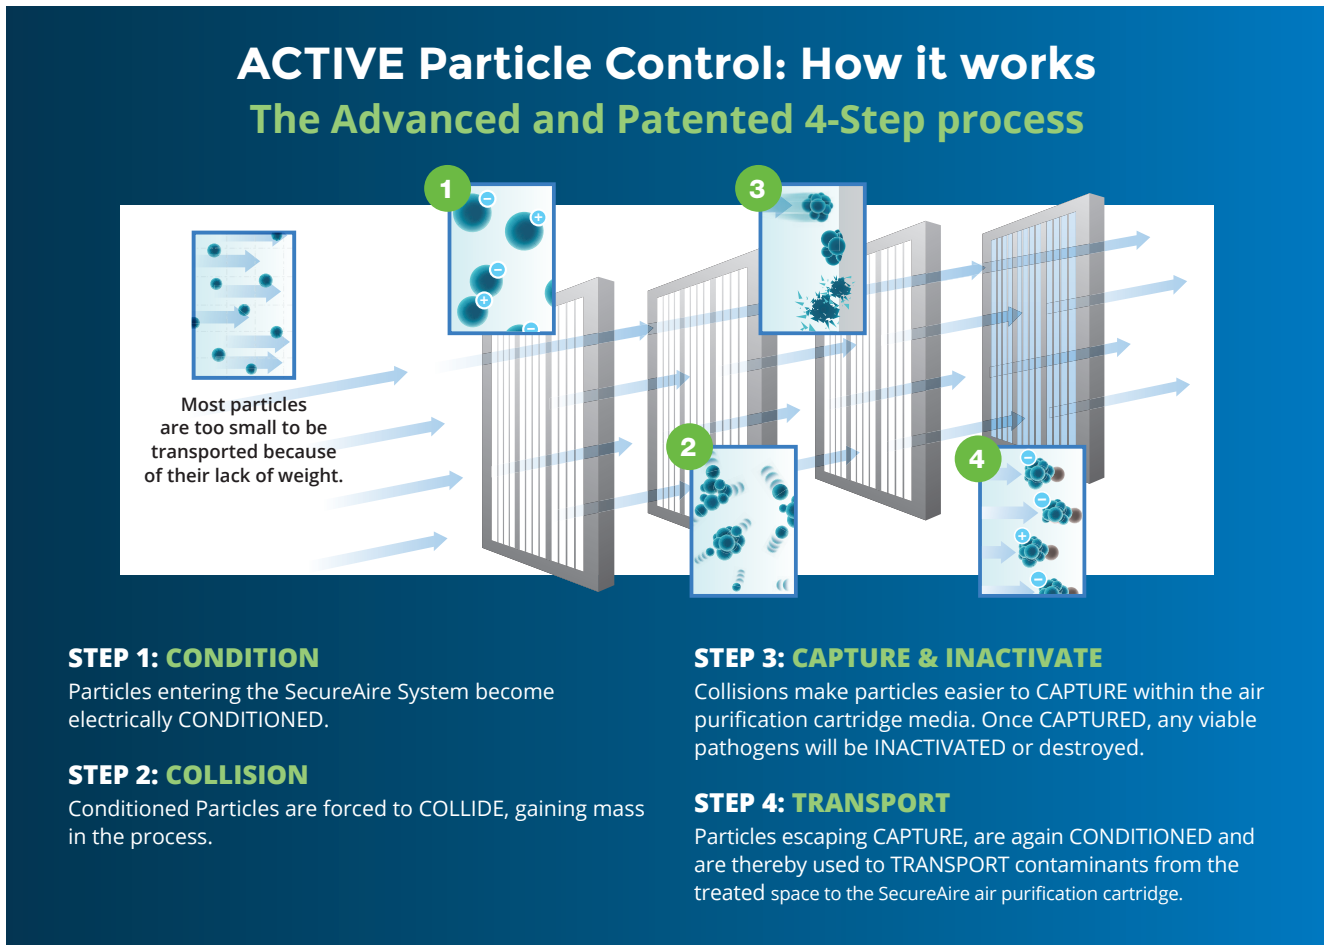 ACTIVE Particle Control: How it works
The Advanced and Patented 4-Step process
1
3
Most particles
are too small to be
transported because
of their lack of weight.
2
4
STEP 1: CONDITION
Particles entering the SecureAire System become
electrically CONDITIONED.
STEP 2: COLLISION
Conditioned Particles are forced to COLLIDE, gaining mass
in the process.
STEP 3: CAPTURE & INACTIVATE
Collisions make particles easier to CAPTURE within the air
purification cartridge media. Once CAPTURED, any viable
pathogens will be INACTIVATED or destroyed.
STEP 4: TRANSPORT
Particles escaping CAPTURE, are again CONDITIONED and
are thereby used to TRANSPORT contaminants from the
treated space to the SecureAire air purification cartridge.